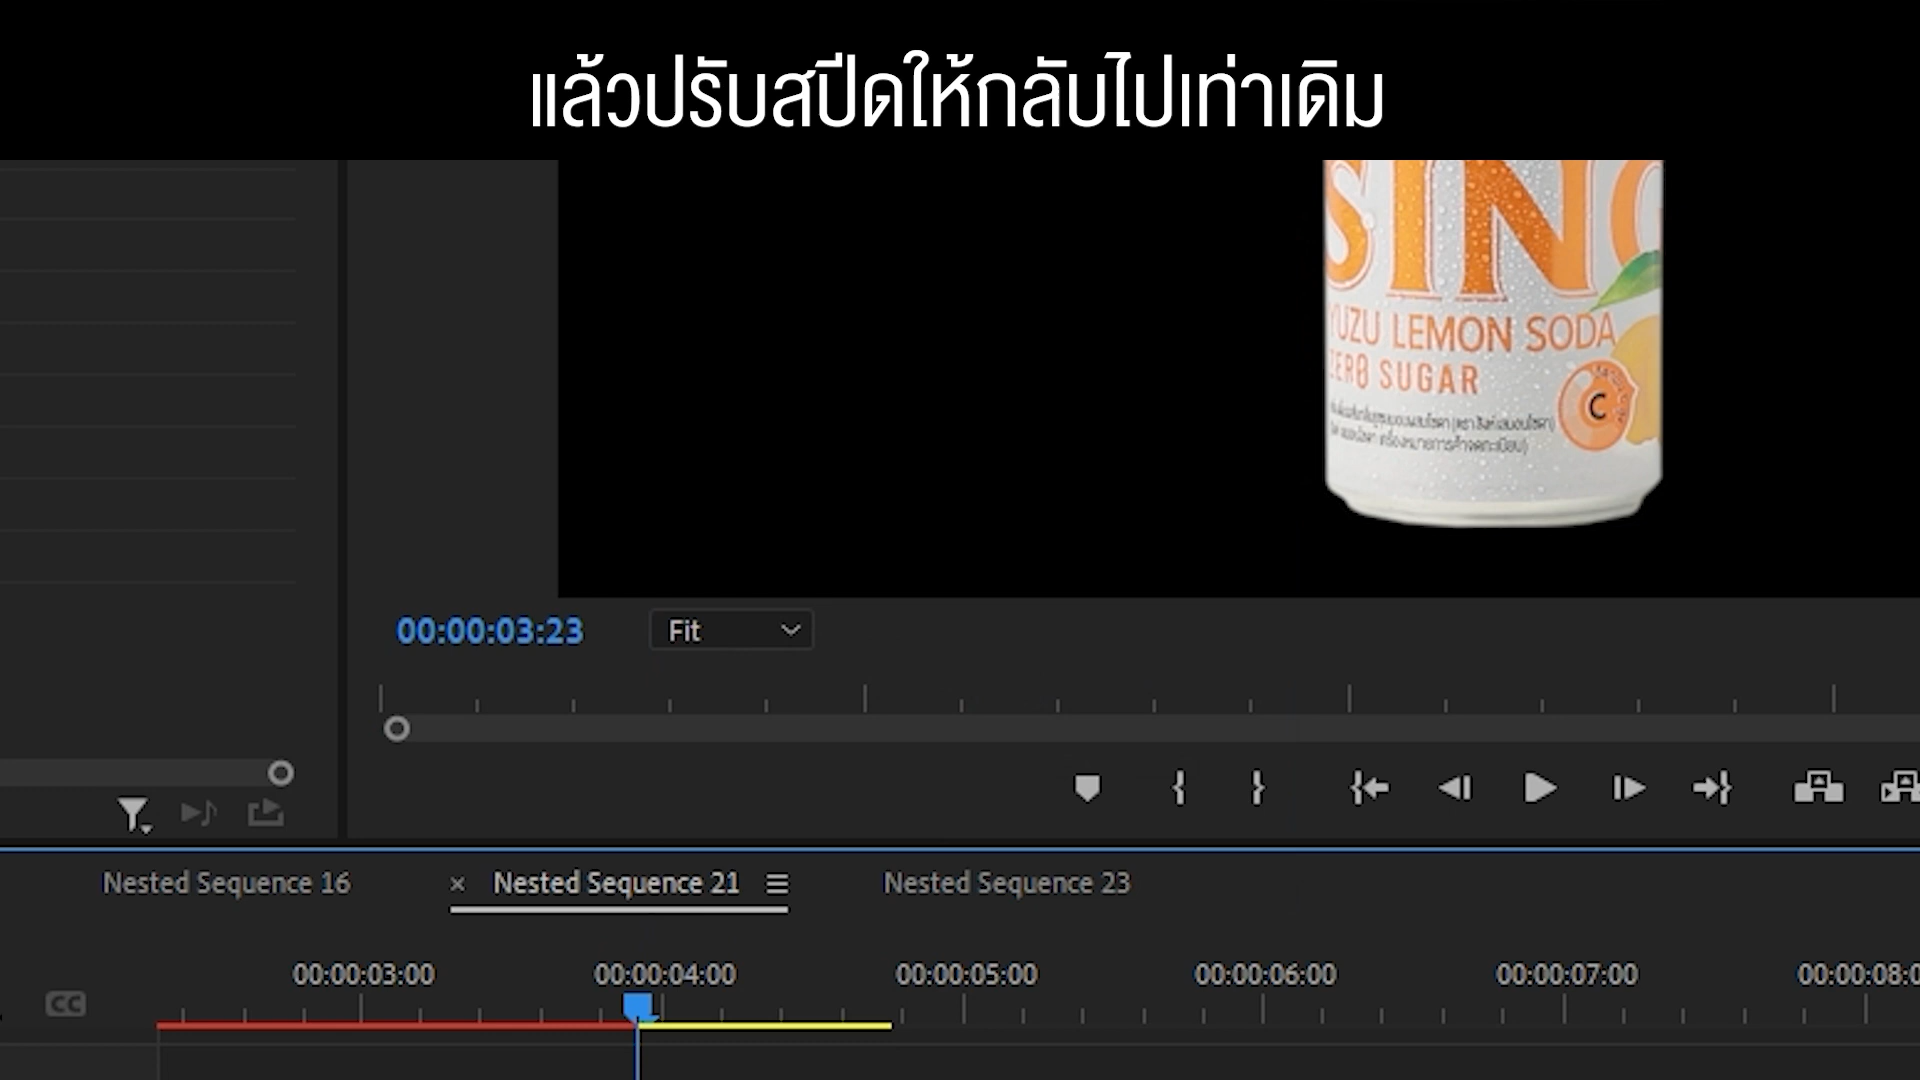 แล้วปรับสปีดให้กลับไปเท่าเดิม
SIN
YUZU LEMON SODA
ZERO SUGAR
C
00:00:03:23
Fit
Nested Sequence 16
× Nested Sequence 21
Nested Sequence 23
00:00:03:00
00:00:04:00
00:00:05:00
00:00:06:00
00:00:07:00
00:00:08:0
CC